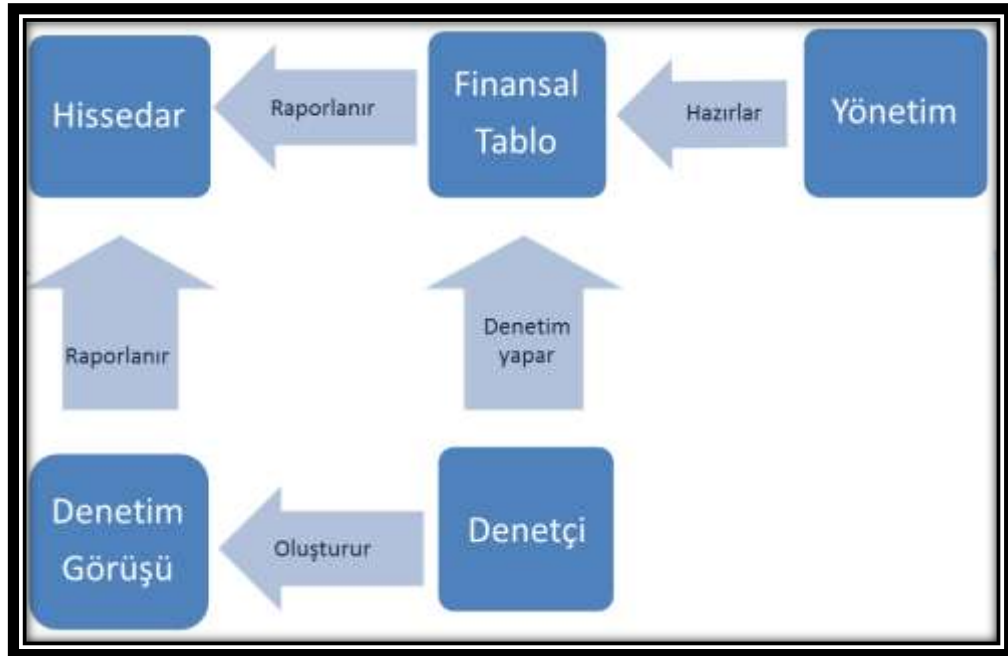 Hissedar
Raporlanır
Finansal
Tablo
Hazırlar
Yönetim
Raporlanır
Denetim
yapar
Denetim
Görüşü
Oluşturur
Denetçi